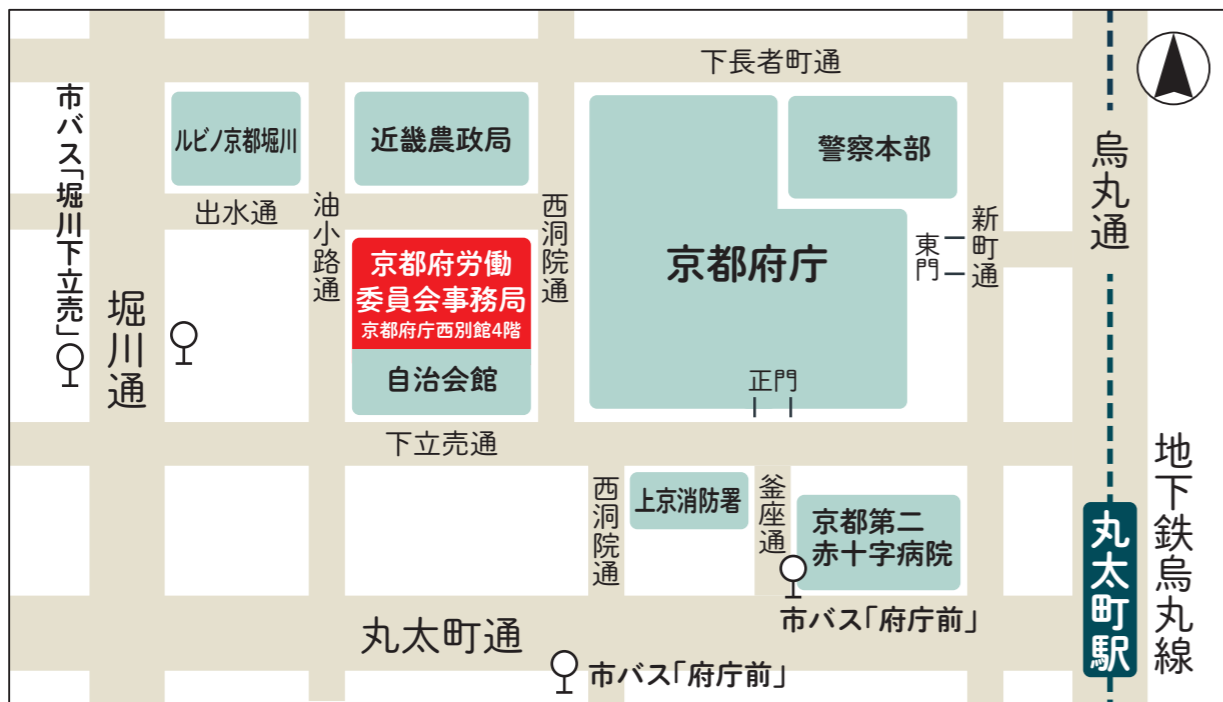 下長者町通
市バス「堀川下立売」
ルビノ京都堀川
近畿農政局
警察本部
烏丸通
出水通
油小路通
西洞院通
京都府庁
東門
新町通
京都府労働
委員会事務局
京都府庁西別館4階
堀川通
自治会館
正門
下立売通
西洞院通
上京消防署
釜座通
京都第二
赤十字病院
地下鉄烏丸線
丸太町駅
市バス「府庁前」
丸太町通
市バス「府庁前」